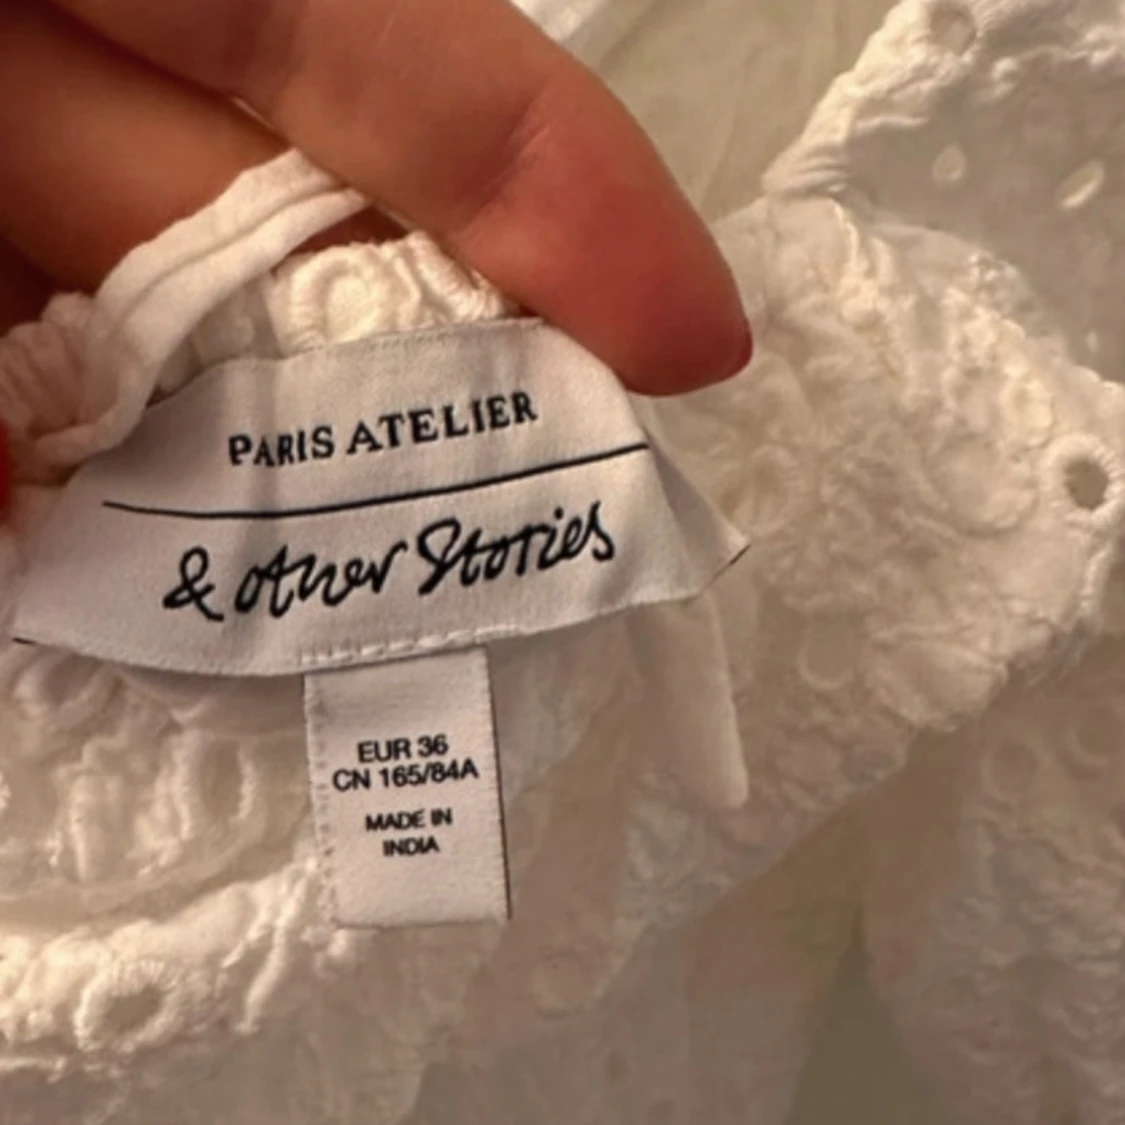 PARIS ATELIER
& other Stories
EUR 36
CN 165/84A
MADE IN
INDIA